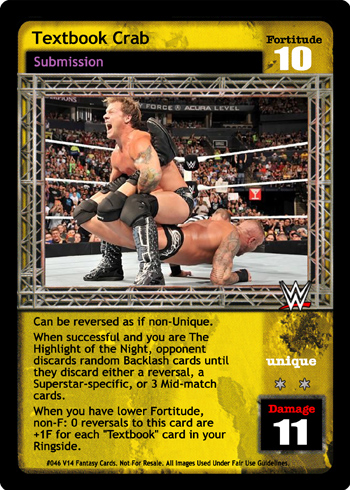 Textbook Crab
Fortitude
10
Submission
FORCE ACURA LEVEL
W
Can be reversed as if non-Unique.
When successful and you are The
Highlight of the Night, opponent
discards random Backlash cards until
they discard either a reversal, a
Superstar-specific, or 3 Mid-match
cards.
When you have lower Fortitude,
non-F: 0 reversals to this card are
+1F for each "Textbook" card in your
Ringside.
unique
Damage
11
#046 V14 Fantasy Cards. Not For Resale. All Images Used Under Fair Use Guidelines.